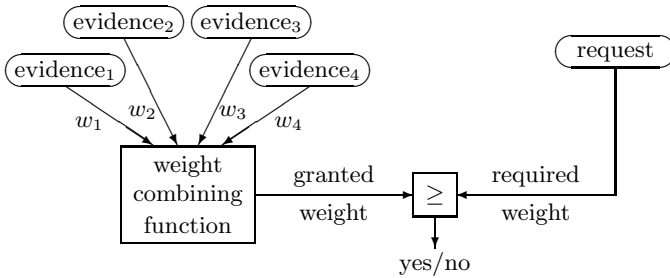 evidence₂
evidence₃
request
evidence₁
evidence₄
w₁
w₂
w₃
w₄
weight
combining
function
granted
weight
≥
required
weight
yes/no